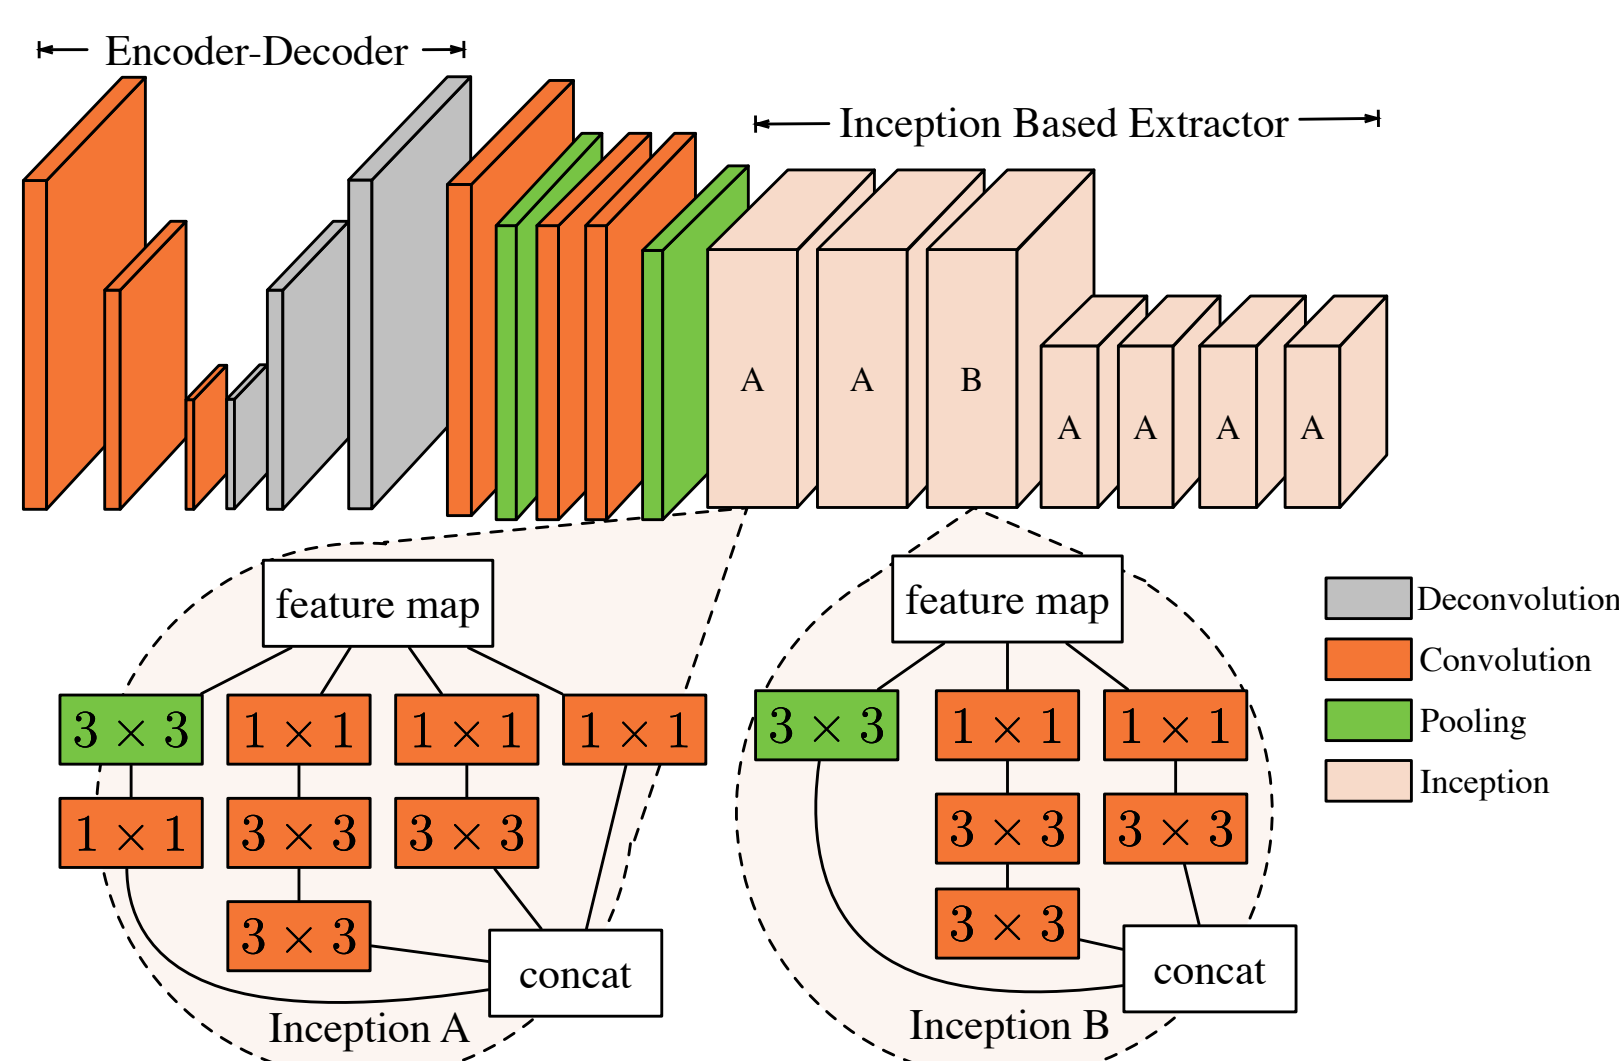 Encoder-Decoder
Inception Based Extractor
A
A
B
A
A
A
A
feature map
3 × 3
1 × 1
1 × 1
1 × 1
1 × 1
3 × 3
3 × 3
3 × 3
concat
Inception A
feature map
3 × 3
1 × 1
1 × 1
3 × 3
3 × 3
3 × 3
concat
Inception B
Deconvolution
Convolution
Pooling
Inception